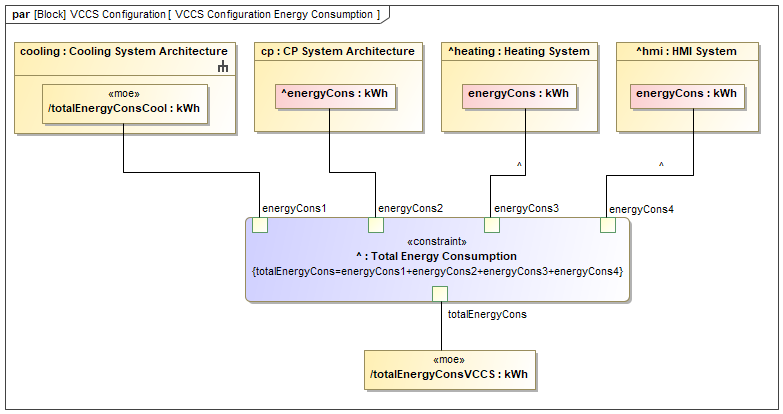 par [Block] VCCS Configuration [ VCCS Configuration Energy Consumption ]
cooling : Cooling System Architecture
«moe»
/totalEnergyConsCool : kWh
cp : CP System Architecture
^energyCons : kWh
^heating : Heating System
energyCons : kWh
^hmi : HMI System
energyCons : kWh
^
^
energyCons1
energyCons2
energyCons3
energyCons4
«constraint»
^ : Total Energy Consumption
{totalEnergyCons=energyCons1+energyCons2+energyCons3+energyCons4}
totalEnergyCons
«moe»
/totalEnergyConsVCCS : kWh